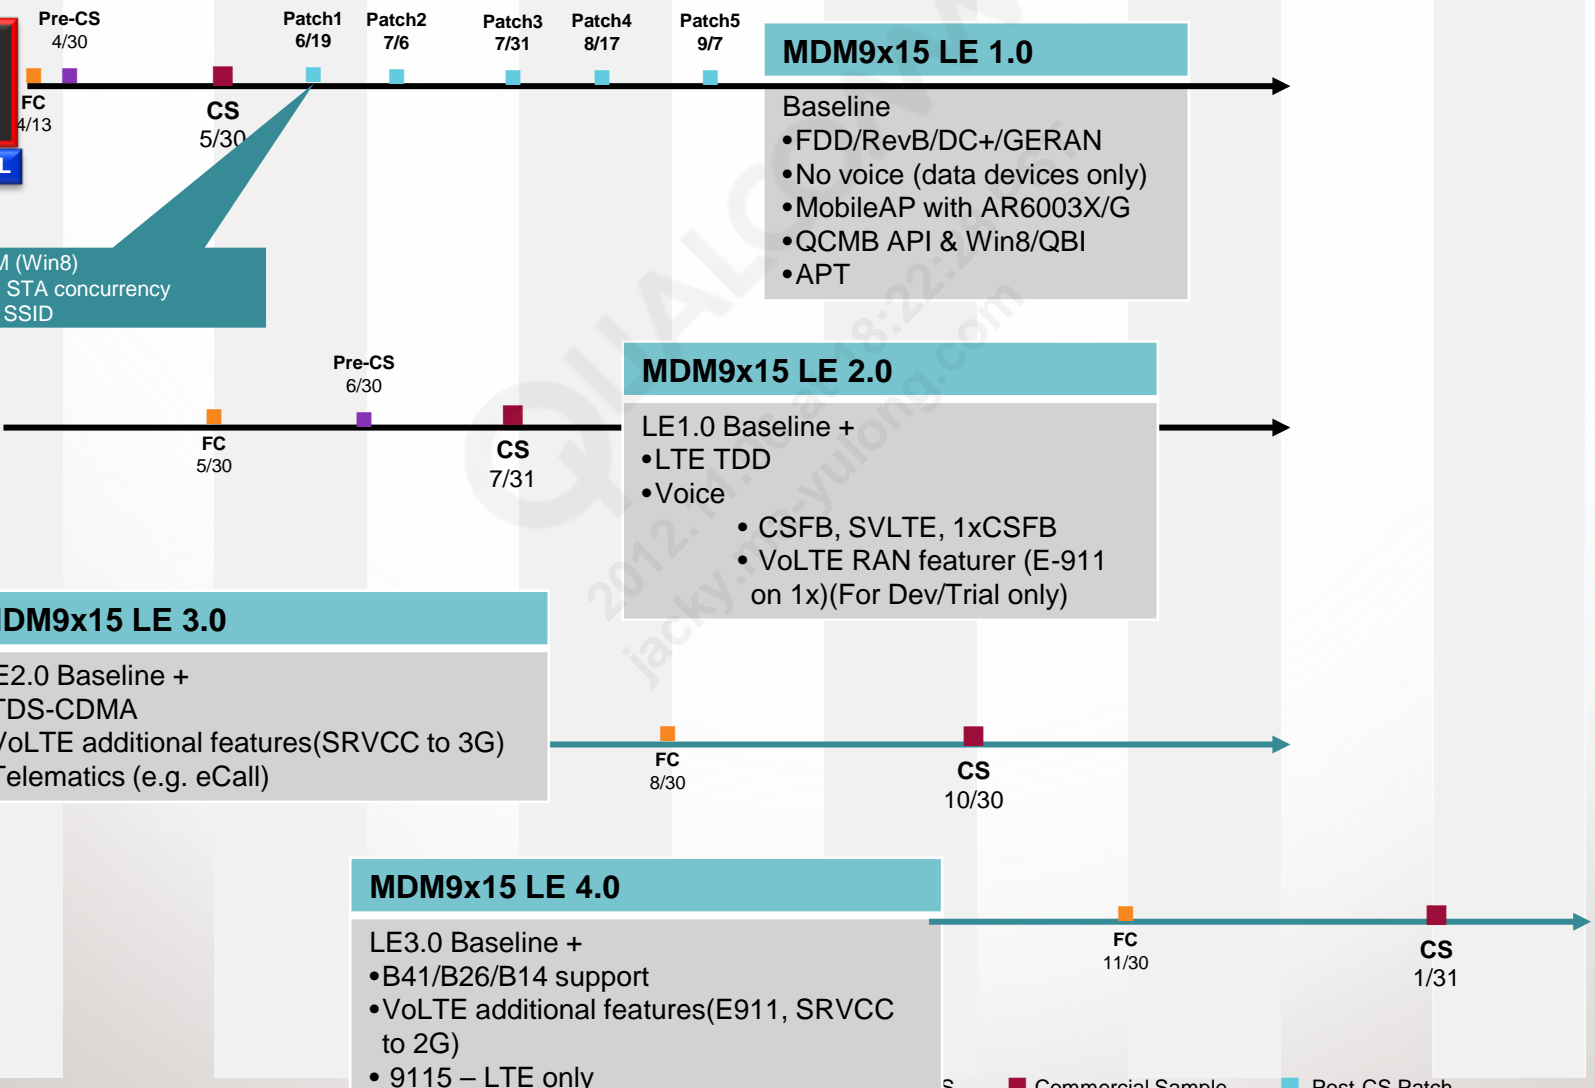 Pre-CS
4/30
Patch1
6/19
Patch2
7/6
Patch3
7/31
Patch4
8/17
Patch5
9/7
FC
4/13
CS
5/30
L
MDM9x15 LE 1.0
Baseline
•FDD/RevB/DC+/GERAN
•No voice (data devices only)
•MobileAP with AR6003X/G
•QCMB API & Win8/QBI
•APT
M (Win8)
STA concurrency
SSID
Pre-CS
6/30
FC
5/30
CS
7/31
MDM9x15 LE 2.0
LE1.0 Baseline +
•LTE TDD
•Voice
• CSFB, SVLTE, 1xCSFB
• VoLTE RAN featurer (E-911
on 1x)(For Dev/Trial only)
MDM9x15 LE 3.0
E2.0 Baseline +
TDS-CDMA
VoLTE additional features(SRVCC to 3G)
Telematics (e.g. eCall)
FC
8/30
CS
10/30
MDM9x15 LE 4.0
LE3.0 Baseline +
•B41/B26/B14 support
•VoLTE additional features(E911, SRVCC
to 2G)
• 9115 – LTE only
FC
11/30
CS
1/31
S
Commercial Sample
Post-CS Patch
QUALCOM